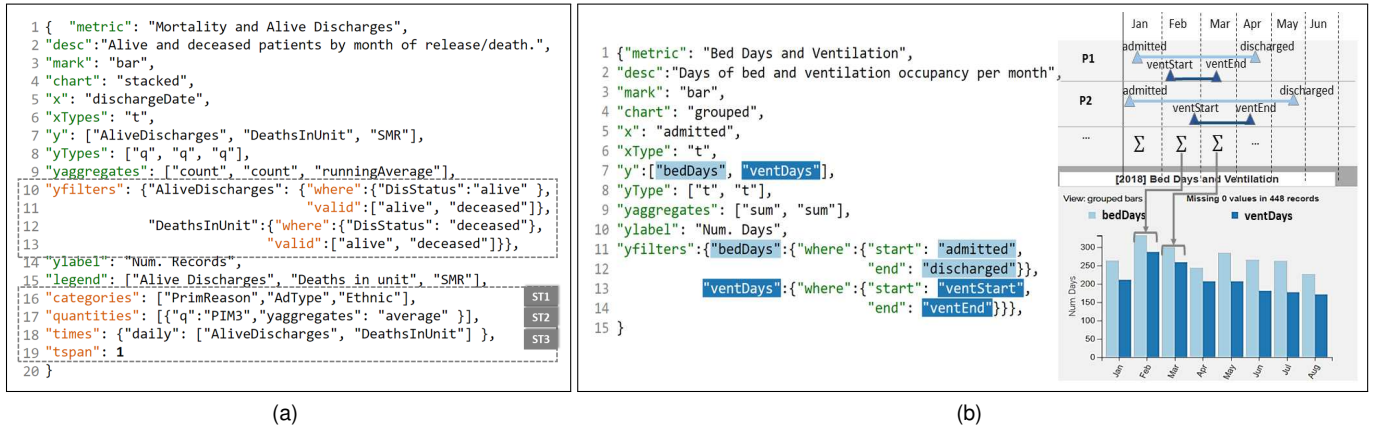 1 {  "metric": "Mortality and Alive Discharges",
2 "desc":"Alive and deceased patients by month of release/death.",
3 "mark": "bar",
4 "chart": "stacked",
5 "x": "dischargeDate",
6 "xTypes": "t",
7 "y": ["AliveDischarges", "DeathsInUnit", "SMR"],
8 "yTypes": ["q", "q", "q"],
9 "yaggregates": ["count", "count", "runningAverage"],
10 "yfilters": {"AliveDischarges": {"where":{"DisStatus":"alive" },
11 "valid":["alive", "deceased"]},
12 "DeathsInUnit":{"where":{"DisStatus": "deceased"},
13 "valid":["alive", "deceased"]}},
14 "ylabel": "Num. Records",
15 "legend": ["Alive Discharges", "Deaths in unit", "SMR"],
16 "categories": ["PrimReason","AdType","Ethnic"], ST1
17 "quantities": [{"q":"PIM3","yaggregates": "average" }], ST2
18 "times": {"daily": ["AliveDischarges", "DeathsInUnit"] }, ST3
19 "tspan": 1
20 }
(a)
1 {"metric": "Bed Days and Ventilation",
2 "desc":"Days of bed and ventilation occupancy per month",
3 "mark": "bar",
4 "chart": "grouped",
5 "x": "admitted",
6 "xType": "t",
7 "y":["bedDays", "ventDays"],
8 "yType": ["t", "t"],
9 "yaggregates": ["sum", "sum"],
10 "ylabel": "Num. Days",
11 "yfilters":{"bedDays":{"where":{"start": "admitted",
12 "end": "discharged"}},
13 "ventDays":{"where":{"start": "ventStart",
14 "end": "ventEnd"}}},
15 }
Jan Feb Mar Apr May Jun
admitted discharged
P1
ventStart ventEnd
admitted discharged
P2
ventStart ventEnd
... Σ Σ Σ ...
[2018] Bed Days and Ventilation
View: grouped bars Missing 0 values in 448 records
bedDays ventDays
Num. Days
300
250
200
150
100
50
0
Jan Feb Mar Apr May Jun Jul Aug
(b)